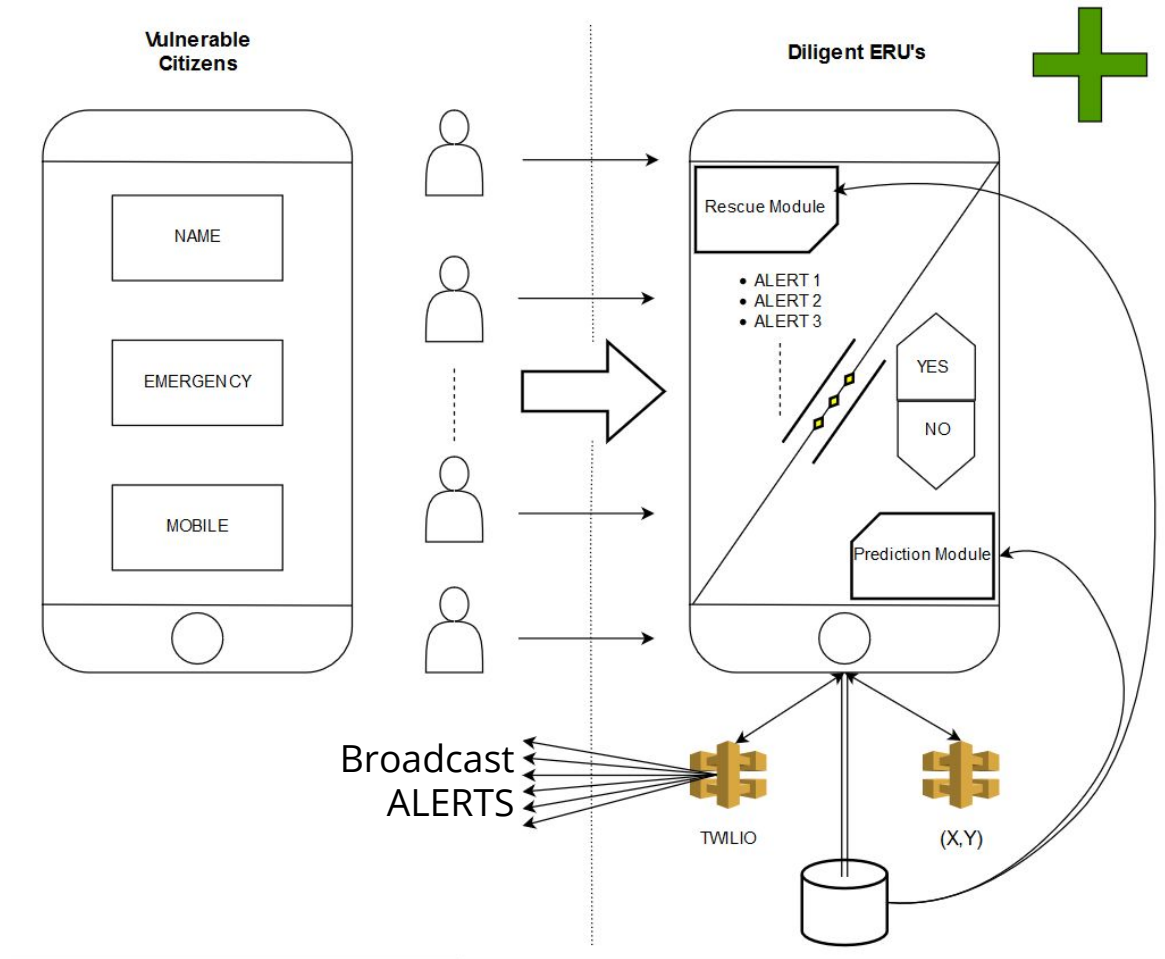 Vulnerable
Citizens
Diligent ERU's
NAME
EMERGENCY
MOBILE
Rescue Module
ALERT 1
ALERT 2
ALERT 3
YES
NO
Prediction Module
Broadcast
ALERTS
TWILIO
(X,Y)